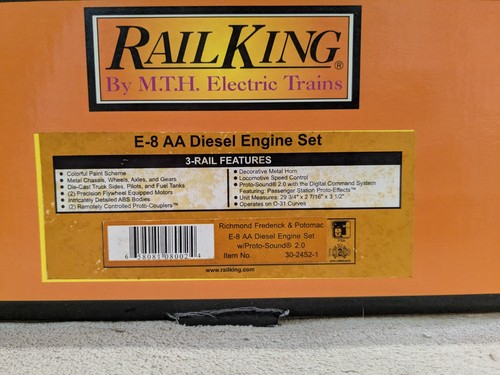 RAILKING®
By M.T.H. Electric Trains
E-8 AA Diesel Engine Set
3-RAIL FEATURES
• Colorful Paint Scheme
• Metal Chassis, Wheels, Axles, and Gears
• Die-Cast Truck Sides, Pilots, and Fuel Tanks
• (2) Precision Flywheel Equipped Motors
• Intricately Detailed ABS Bodies
• (2) Remotely Controlled Proto-Couplers™
• Decorative Metal Horn
• Locomotive Speed Control
• Proto-Sound® 2.0 with the Digital Command System
Featuring: Passenger Station Proto-Effects™
• Unit Measures: 29 3/4" x 2 7/16" x 3 1/2"
• Operates on O-31 Curves
Richmond Frederick & Potomac
E-8 AA Diesel Engine Set
w/Proto-Sound® 2.0
Item No. 30-2452-1
6 58081 08002 4
www.railking.com